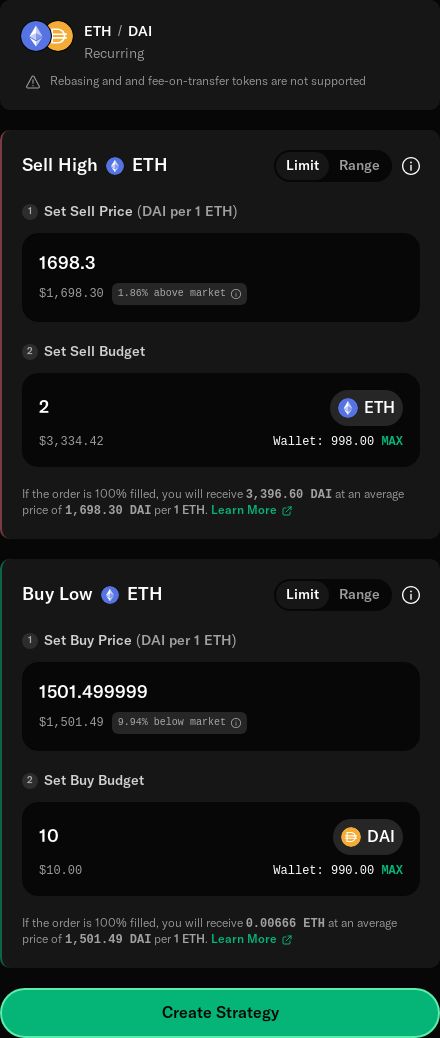 ETH / DAI
Recurring
Rebasing and and fee-on-transfer tokens are not supported
Sell High ETH Limit Range
1 Set Sell Price (DAI per 1 ETH)
1698.3
$1,698.30 1.86% above market
2 Set Sell Budget
2 ETH
$3,334.42 Wallet: 998.00 MAX
If the order is 100% filled, you will receive 3,396.60 DAI at an average
price of 1,698.30 DAI per 1 ETH. Learn More
Buy Low ETH Limit Range
1 Set Buy Price (DAI per 1 ETH)
1501.499999
$1,501.49 9.94% below market
2 Set Buy Budget
10 DAI
$10.00 Wallet: 990.00 MAX
If the order is 100% filled, you will receive 0.00666 ETH at an average
price of 1,501.49 DAI per 1 ETH. Learn More
Create Strategy